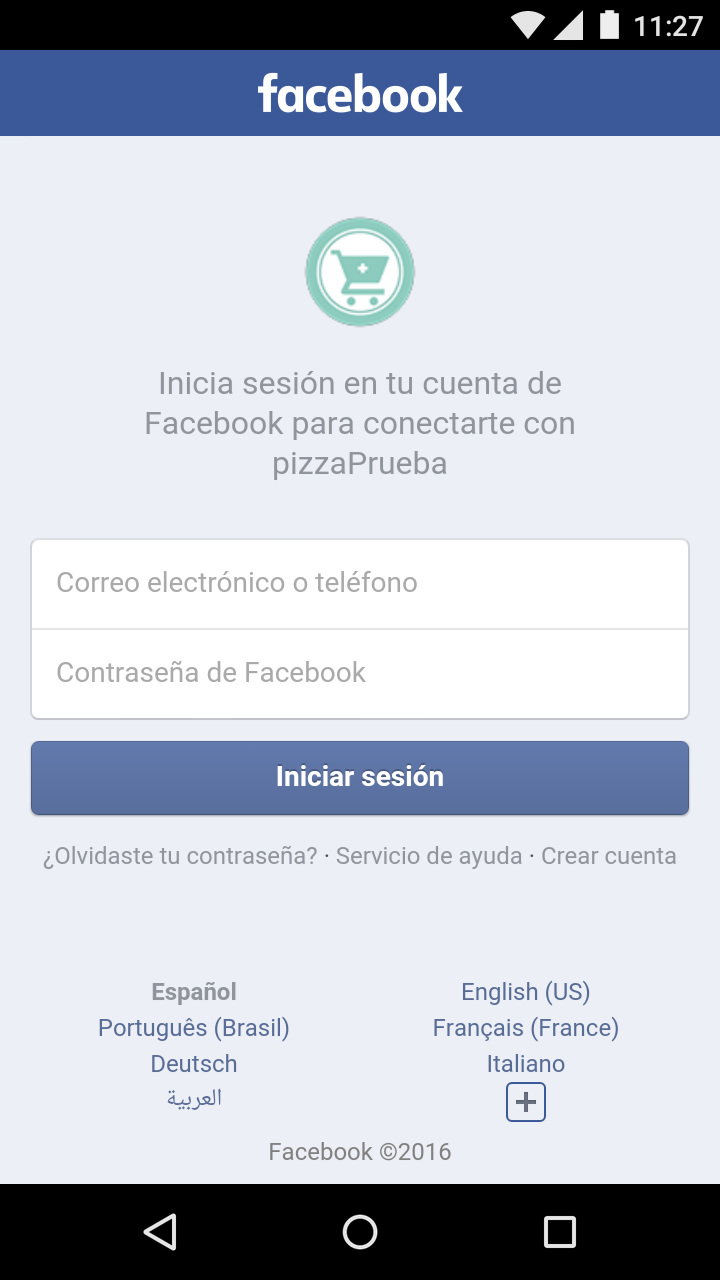 11:27
facebook
Inicia sesión en tu cuenta de
Facebook para conectarte con
pizzaPrueba
Correo electrónico o teléfono
Contraseña de Facebook
Iniciar sesión
¿Olvidaste tu contraseña? · Servicio de ayuda · Crear cuenta
Español English (US)
Português (Brasil) Français (France)
Deutsch Italiano
العربية
Facebook ©2016